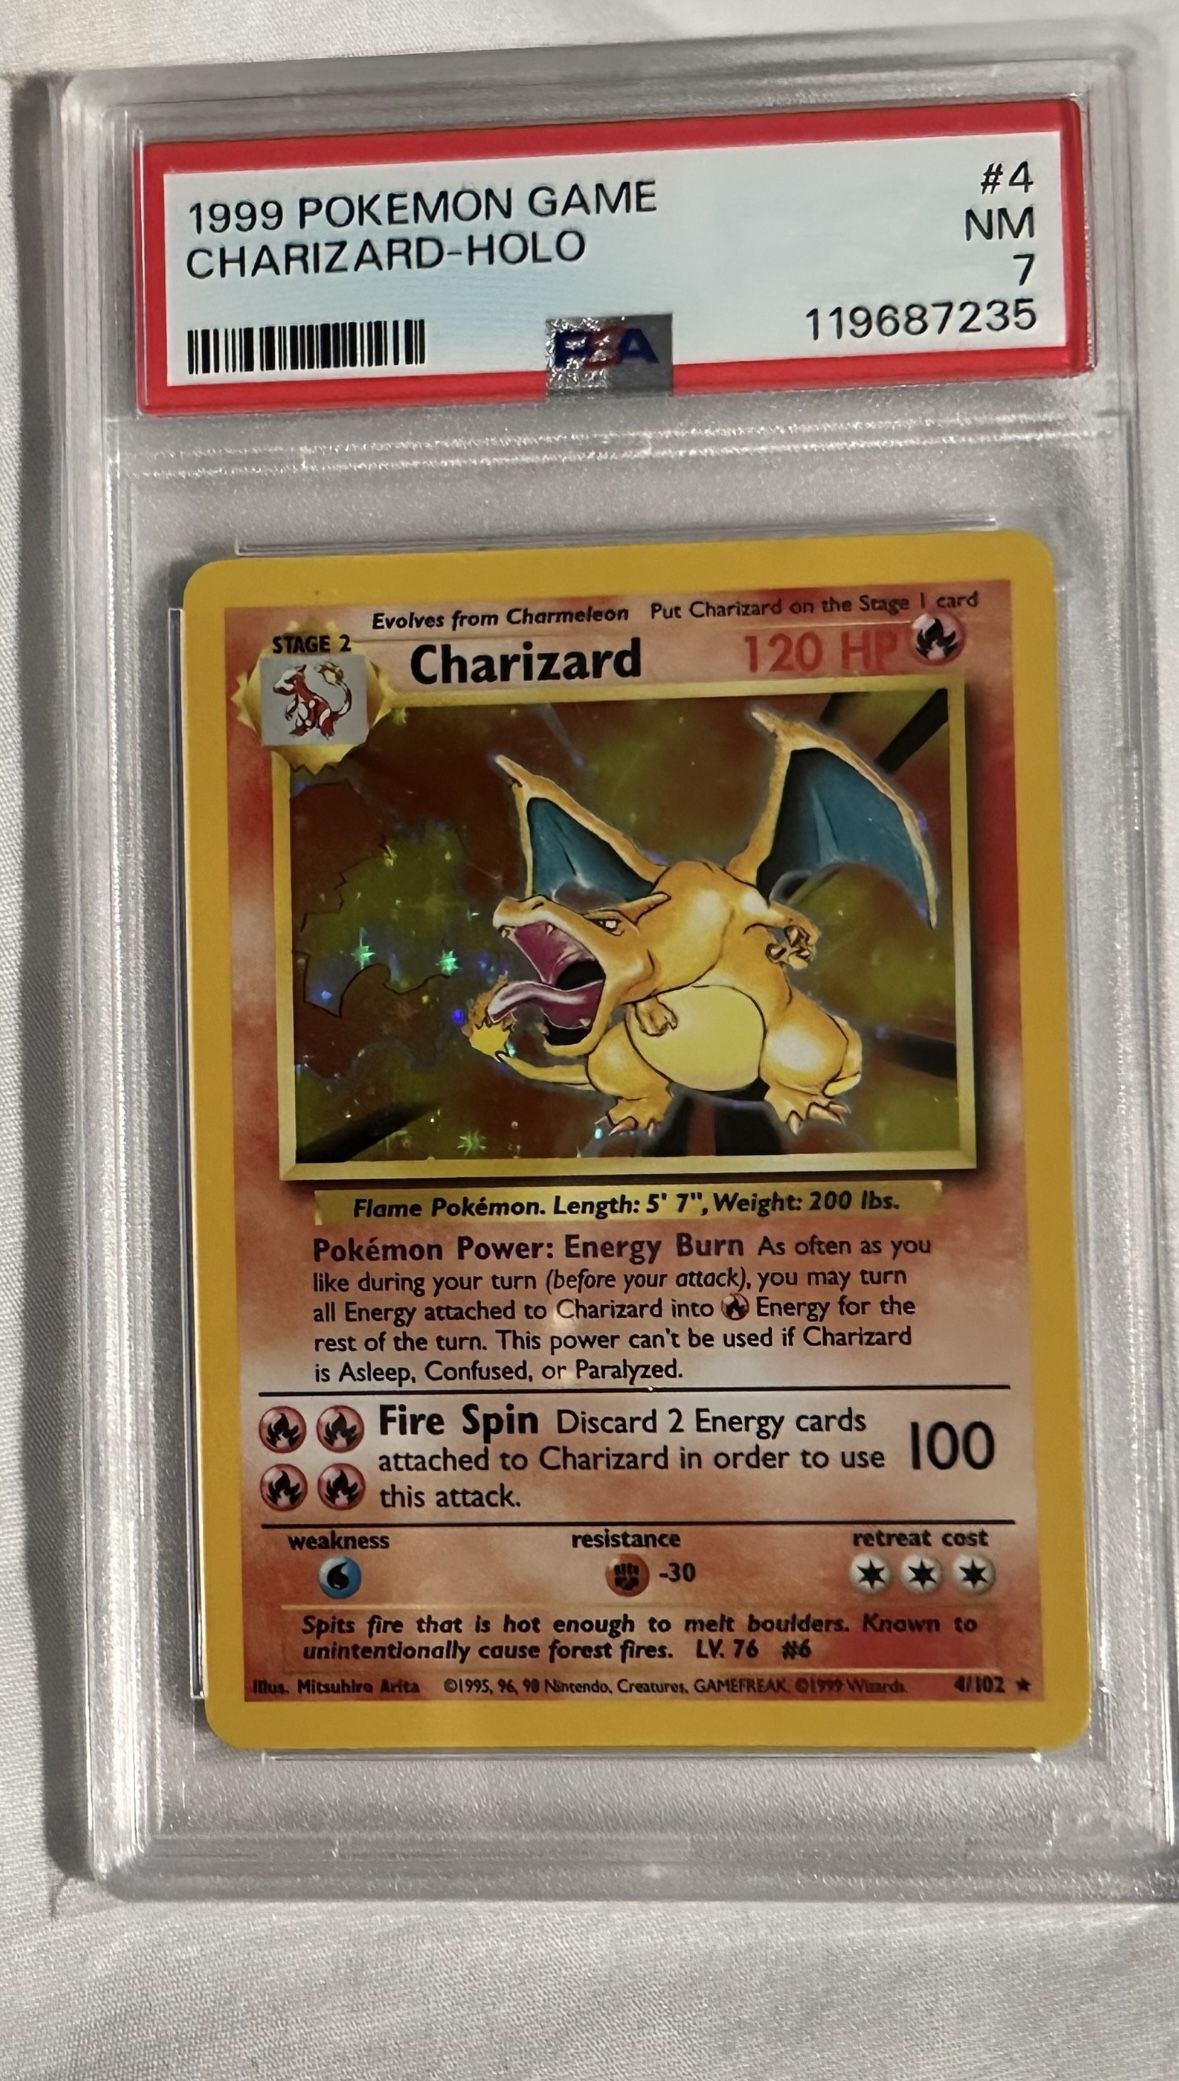 1999 POKEMON GAME
CHARIZARD-HOLO
#4
NM
7
119687235
PSA
Evolves from Charmeleon Put Charizard on the Stage 1 card
STAGE 2
Charizard
120 HP
Flame Pokémon. Length: 5' 7", Weight: 200 lbs.
Pokémon Power: Energy Burn As often as you
like during your turn (before your attack), you may turn
all Energy attached to Charizard into Energy for the
rest of the turn. This power can't be used if Charizard
is Asleep, Confused, or Paralyzed.
Fire Spin Discard 2 Energy cards
attached to Charizard in order to use
this attack.
100
weakness
resistance
retreat cost
-30
Spits fire that is hot enough to melt boulders. Known to
unintentionally cause forest fires. LV. 76 #6
Illus. Mitsuhiro Arita ©1995, 96, 98 Nintendo, Creatures, GAMEFREAK. ©1999 Wizards. 4/102 ★